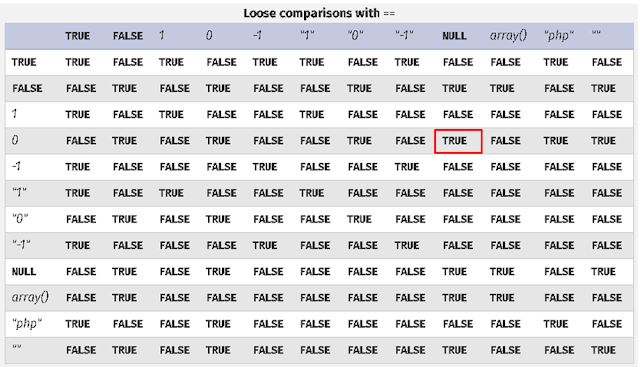 Loose comparisons with ==
TRUE FALSE 1 0 -1 "1" "0" "-1" NULL array() "php" ""
TRUE TRUE FALSE TRUE FALSE TRUE TRUE FALSE TRUE FALSE FALSE TRUE FALSE
FALSE FALSE TRUE FALSE TRUE FALSE FALSE TRUE FALSE TRUE TRUE FALSE TRUE
1 TRUE FALSE TRUE FALSE FALSE TRUE FALSE FALSE FALSE FALSE FALSE FALSE
0 FALSE TRUE FALSE TRUE FALSE FALSE TRUE FALSE TRUE FALSE TRUE TRUE
-1 TRUE FALSE FALSE FALSE TRUE FALSE FALSE TRUE FALSE FALSE FALSE FALSE
"1" TRUE FALSE TRUE FALSE FALSE TRUE FALSE FALSE FALSE FALSE FALSE FALSE
"0" FALSE TRUE FALSE TRUE FALSE FALSE TRUE FALSE FALSE FALSE FALSE FALSE
"-1" TRUE FALSE FALSE FALSE TRUE FALSE FALSE TRUE FALSE FALSE FALSE FALSE
NULL FALSE TRUE FALSE TRUE FALSE FALSE FALSE FALSE TRUE TRUE FALSE TRUE
array() FALSE TRUE FALSE FALSE FALSE FALSE FALSE FALSE TRUE TRUE FALSE FALSE
"php" TRUE FALSE FALSE TRUE FALSE FALSE FALSE FALSE FALSE FALSE TRUE FALSE
"" FALSE TRUE FALSE TRUE FALSE FALSE FALSE FALSE TRUE FALSE FALSE TRUE